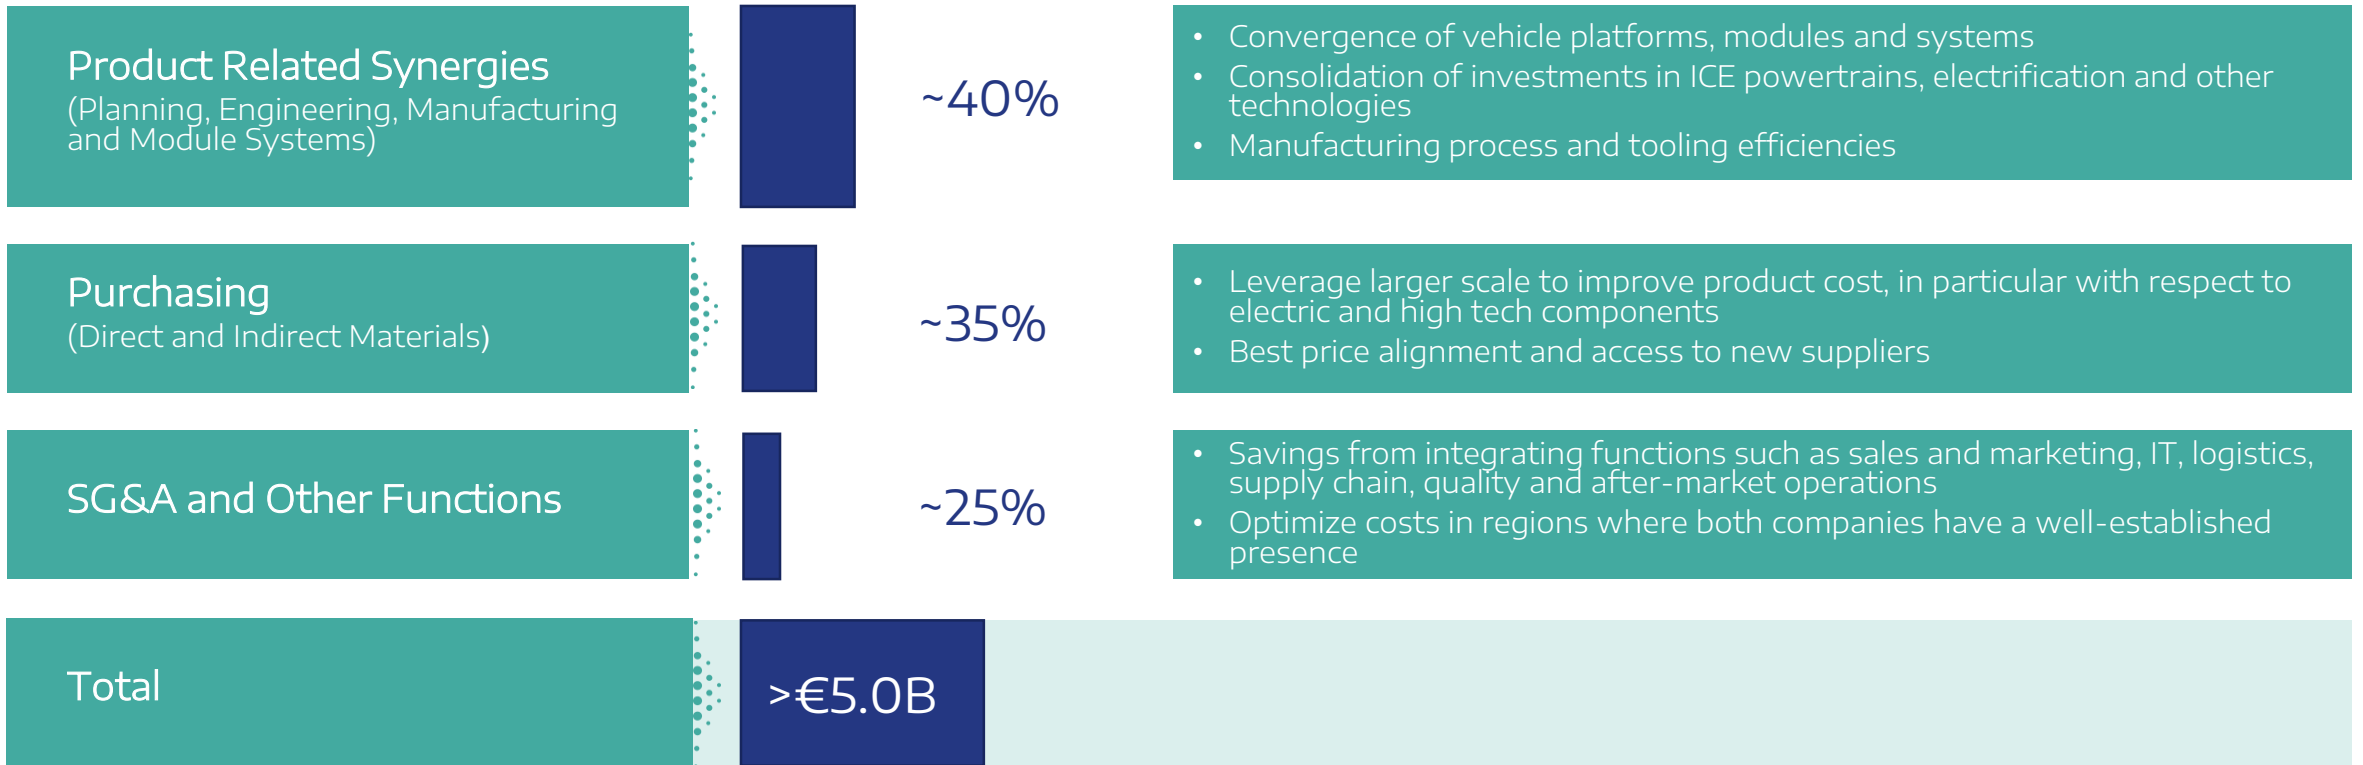 Product Related Synergies
(Planning, Engineering, Manufacturing
and Module Systems)
~40%
• Convergence of vehicle platforms, modules and systems
• Consolidation of investments in ICE powertrains, electrification and other
technologies
• Manufacturing process and tooling efficiencies
Purchasing
(Direct and Indirect Materials)
~35%
• Leverage larger scale to improve product cost, in particular with respect to
electric and high tech components
• Best price alignment and access to new suppliers
SG&A and Other Functions
~25%
• Savings from integrating functions such as sales and marketing, IT, logistics,
supply chain, quality and after-market operations
• Optimize costs in regions where both companies have a well-established
presence
Total
>€5.0B